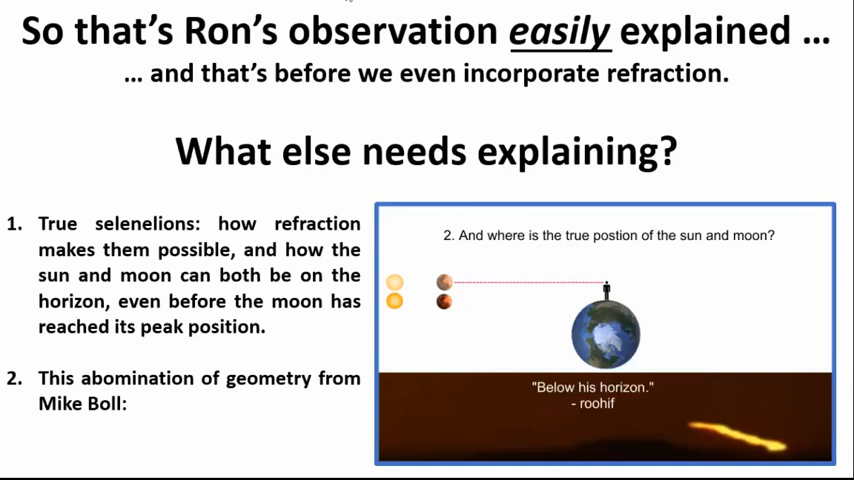 So that's Ron's observation easily explained ...
... and that's before we even incorporate refraction.
What else needs explaining?
1. True selenelions: how refraction
makes them possible, and how the
sun and moon can both be on the
horizon, even before the moon has
reached its peak position.
2. This abomination of geometry from
Mike Boll:
2. And where is the true postion of the sun and moon?
"Below his horizon."
- roohif